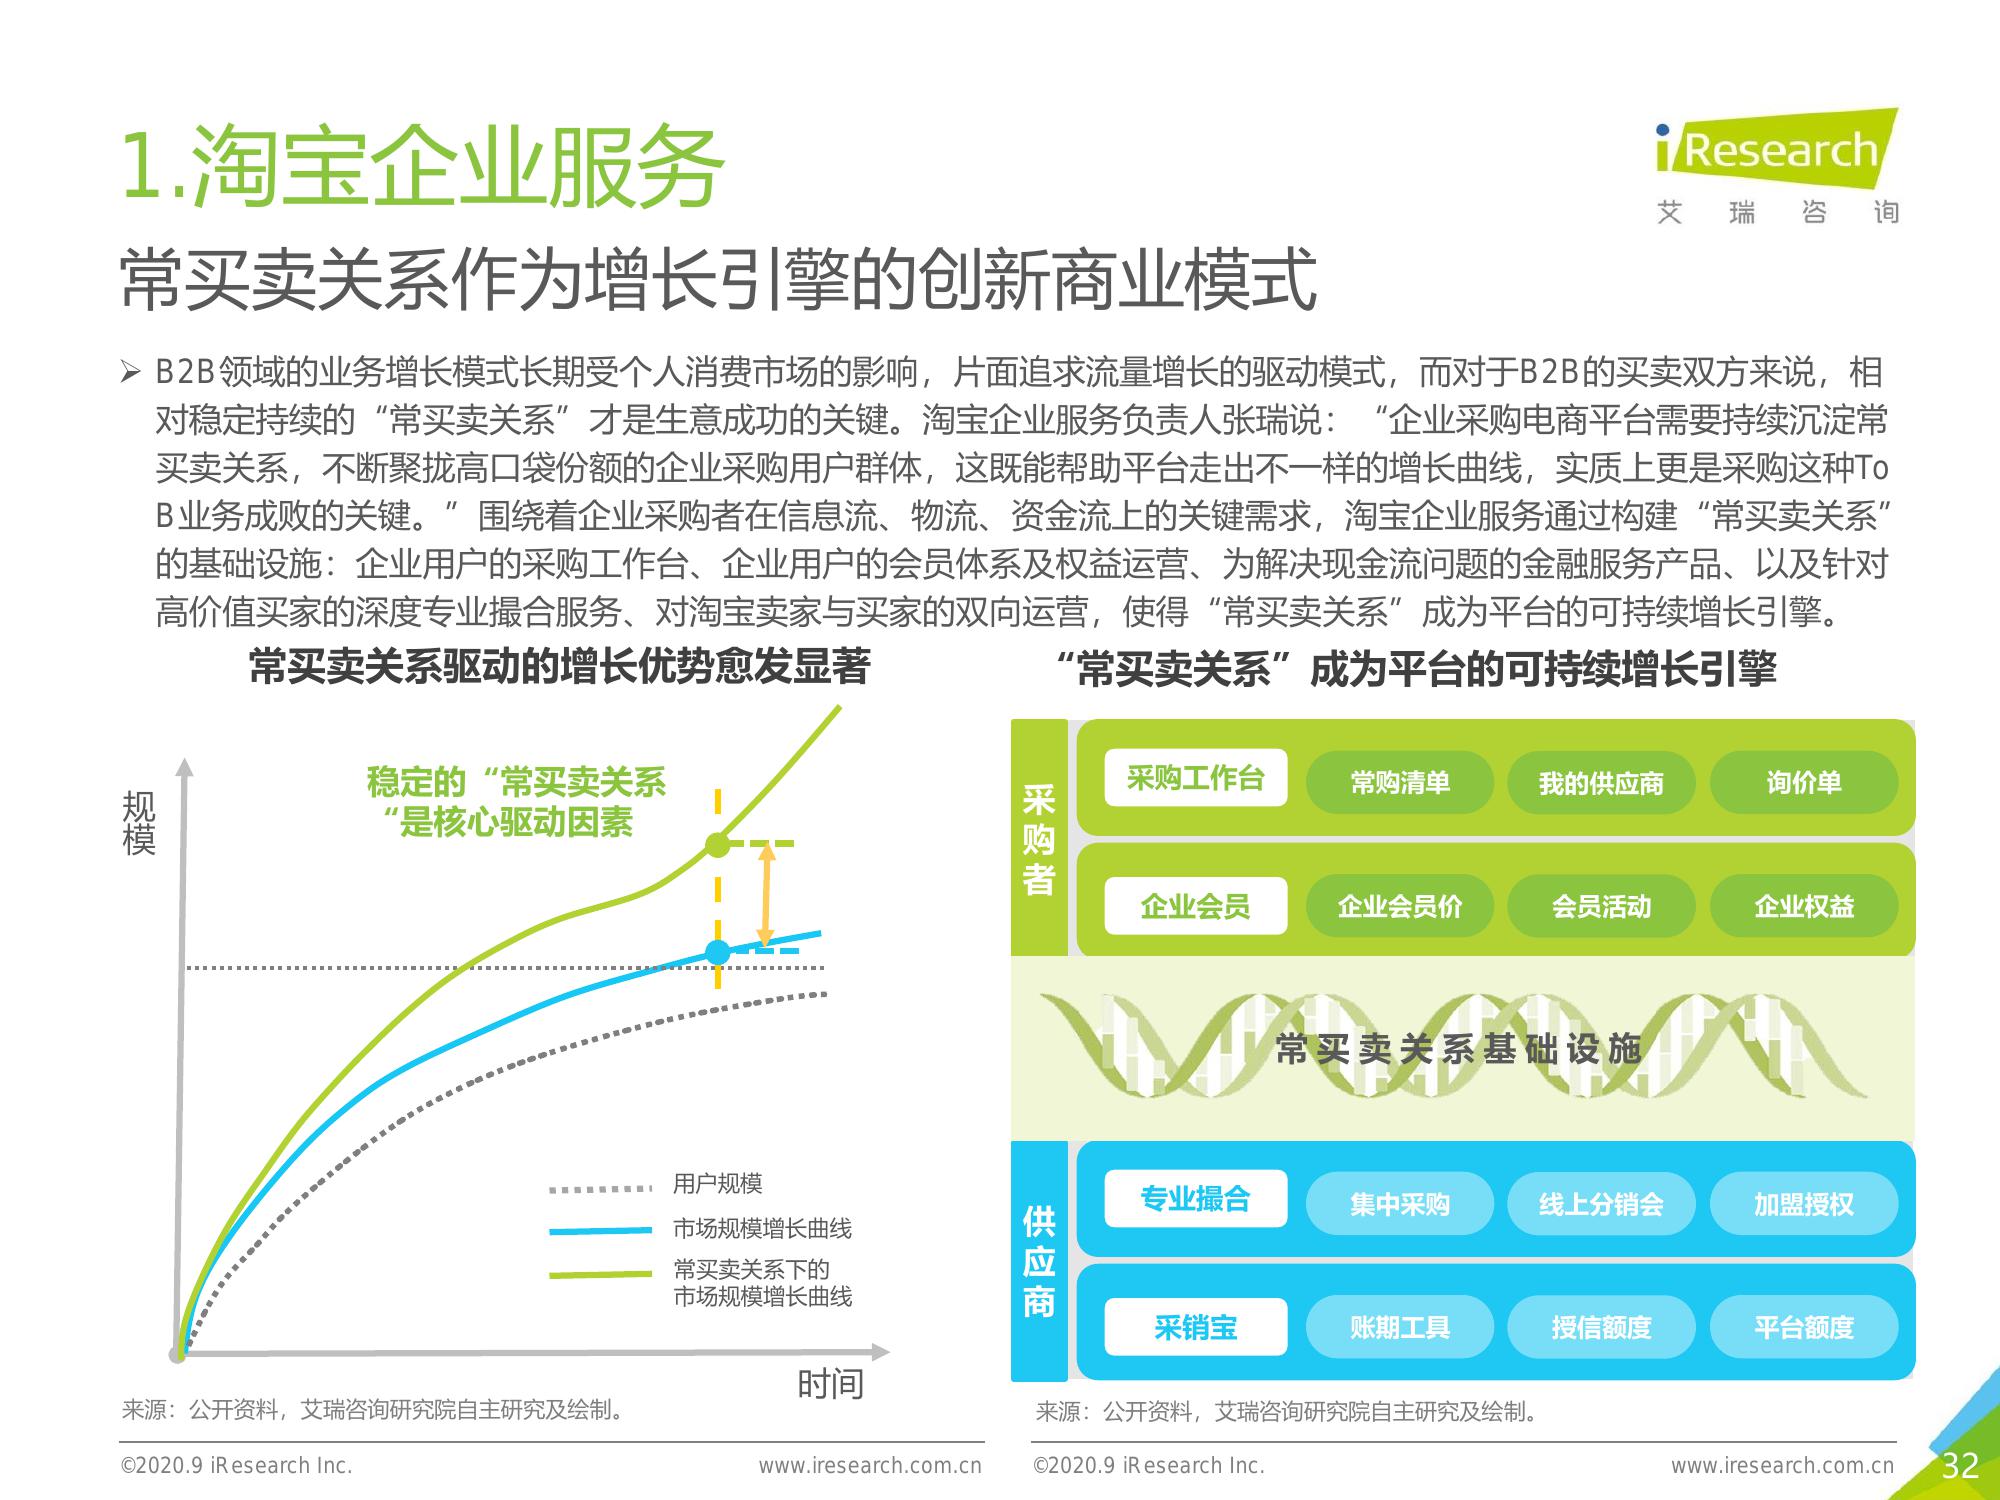 1.淘宝企业服务
iResearch
艾瑞咨询
常买卖关系作为增长引擎的创新商业模式
➢ B2B领域的业务增长模式长期受个人消费市场的影响，片面追求流量增长的驱动模式，而对于B2B的买卖双方来说，相
对稳定持续的“常买卖关系”才是生意成功的关键。淘宝企业服务负责人张瑞说：“企业采购电商平台需要持续沉淀常
买卖关系，不断聚拢高口袋份额的企业采购用户群体，这既能帮助平台走出不一样的增长曲线，实质上更是采购这种To
B业务成败的关键。”围绕着企业采购者在信息流、物流、资金流上的关键需求，淘宝企业服务通过构建“常买卖关系”
的基础设施：企业用户的采购工作台、企业用户的会员体系及权益运营、为解决现金流问题的金融服务产品、以及针对
高价值买家的深度专业撮合服务、对淘宝卖家与买家的双向运营，使得“常买卖关系”成为平台的可持续增长引擎。
常买卖关系驱动的增长优势愈发显著
规模
稳定的“常买卖关系
“是核心驱动因素
用户规模
市场规模增长曲线
常买卖关系下的
市场规模增长曲线
时间
来源：公开资料，艾瑞咨询研究院自主研究及绘制。
“常买卖关系”成为平台的可持续增长引擎
采购者
采购工作台 常购清单 我的供应商 询价单
企业会员 企业会员价 会员活动 企业权益
常买卖关系基础设施
供应商
专业撮合 集中采购 线上分销会 加盟授权
采销宝 账期工具 授信额度 平台额度
来源：公开资料，艾瑞咨询研究院自主研究及绘制。
©2020.9 iResearch Inc. www.iresearch.com.cn
©2020.9 iResearch Inc. www.iresearch.com.cn
32